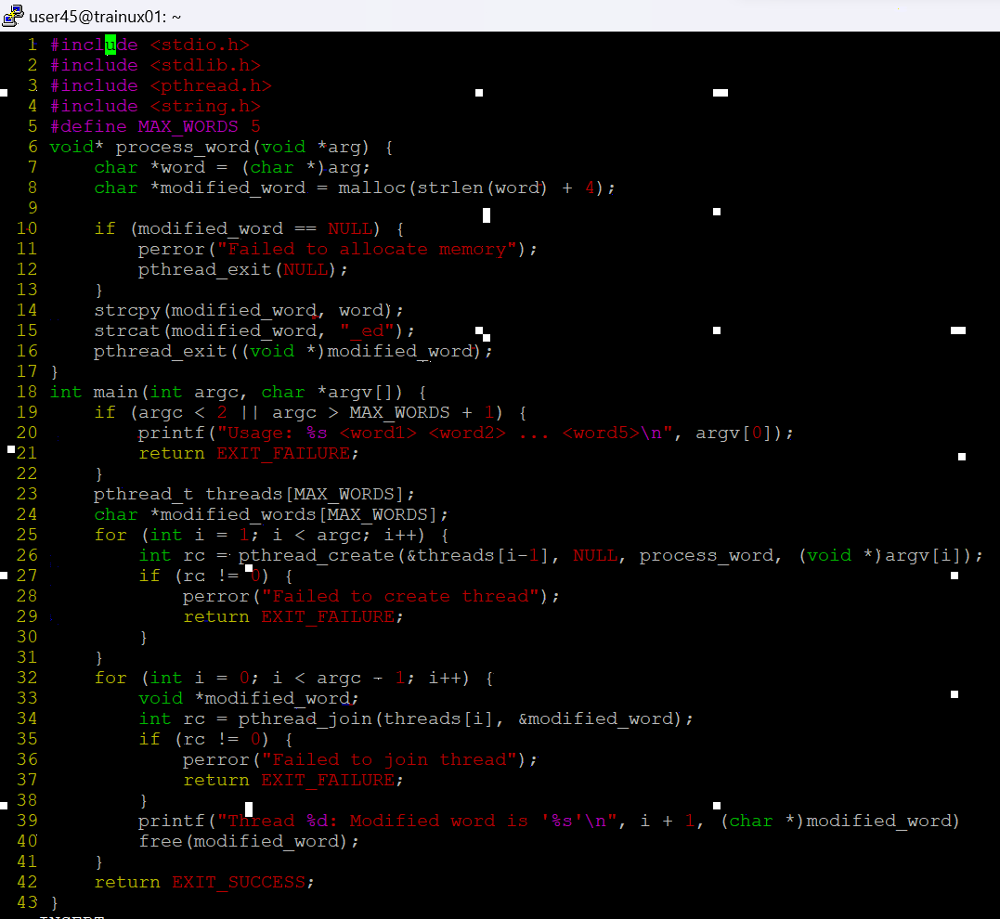 user45@trainux01: ~
1 #include <stdio.h>
2 #include <stdlib.h>
3 #include <pthread.h>
4 #include <string.h>
5 #define MAX_WORDS 5
6 void* process_word(void *arg) {
7     char *word = (char *)arg;
8     char *modified_word = malloc(strlen(word) + 4);
9
10     if (modified_word == NULL) {
11         perror("Failed to allocate memory");
12         pthread_exit(NULL);
13     }
14     strcpy(modified_word, word);
15     strcat(modified_word, "_ed");
16     pthread_exit((void *)modified_word);
17 }
18 int main(int argc, char *argv[]) {
19     if (argc < 2 || argc > MAX_WORDS + 1) {
20         printf("Usage: %s <word1> <word2> ... <word5>\n", argv[0]);
21         return EXIT_FAILURE;
22     }
23     pthread_t threads[MAX_WORDS];
24     char *modified_words[MAX_WORDS];
25     for (int i = 1; i < argc; i++) {
26         int rc = pthread_create(&threads[i-1], NULL, process_word, (void *)argv[i]);
27         if (rc != 0) {
28             perror("Failed to create thread");
29             return EXIT_FAILURE;
30         }
31     }
32     for (int i = 0; i < argc - 1; i++) {
33         void *modified_word;
34         int rc = pthread_join(threads[i], &modified_word);
35         if (rc != 0) {
36             perror("Failed to join thread");
37             return EXIT_FAILURE;
38         }
39         printf("Thread %d: Modified word is '%s'\n", i + 1, (char *)modified_word)
40         free(modified_word);
41     }
42     return EXIT_SUCCESS;
43 }